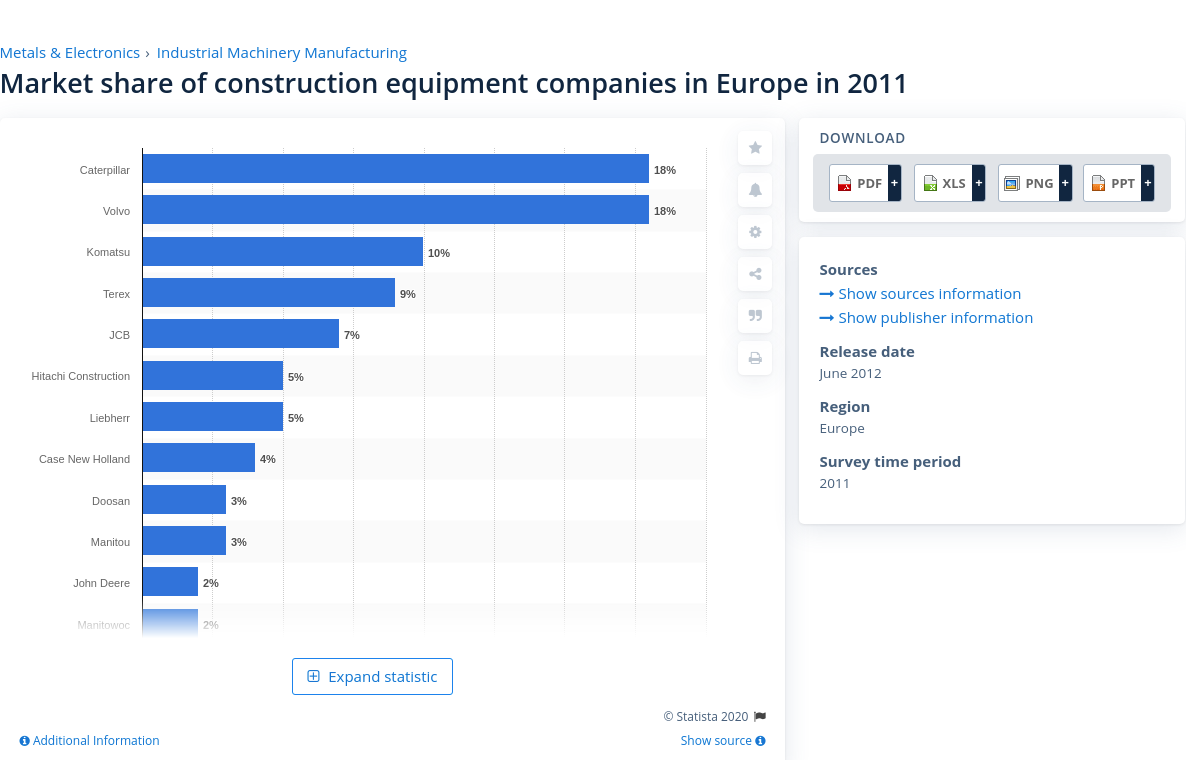 Metals & Electronics › Industrial Machinery Manufacturing
Market share of construction equipment companies in Europe in 2011
Caterpillar 18%
Volvo 18%
Komatsu 10%
Terex 9%
JCB 7%
Hitachi Construction 5%
Liebherr 5%
Case New Holland 4%
Doosan 3%
Manitou 3%
John Deere 2%
Manitowoc 2%
Expand statistic
© Statista 2020
Additional Information
Show source
DOWNLOAD
PDF + XLS + PNG + PPT +
Sources
Show sources information
Show publisher information
Release date
June 2012
Region
Europe
Survey time period
2011